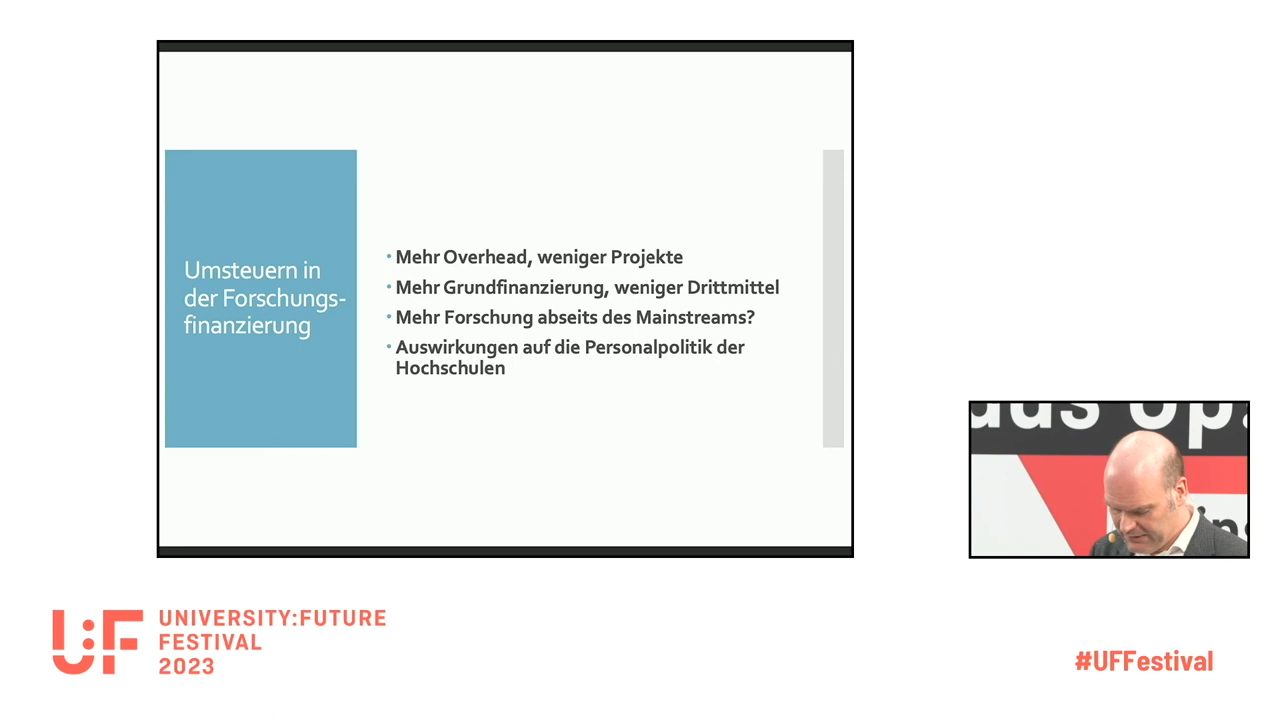 Umsteuern in
der Forschungs-
finanzierung
• Mehr Overhead, weniger Projekte
• Mehr Grundfinanzierung, weniger Drittmittel
• Mehr Forschung abseits des Mainstreams?
• Auswirkungen auf die Personalpolitik der
Hochschulen
U:F
UNIVERSITY:FUTURE
FESTIVAL
2023
#UFFestival